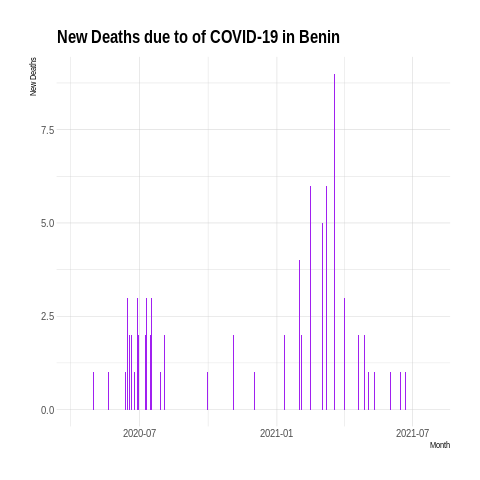 New Deaths due to of COVID-19 in Benin
New Deaths
7.5
5.0
2.5
0.0
2020-07 2021-01 2021-07
Month